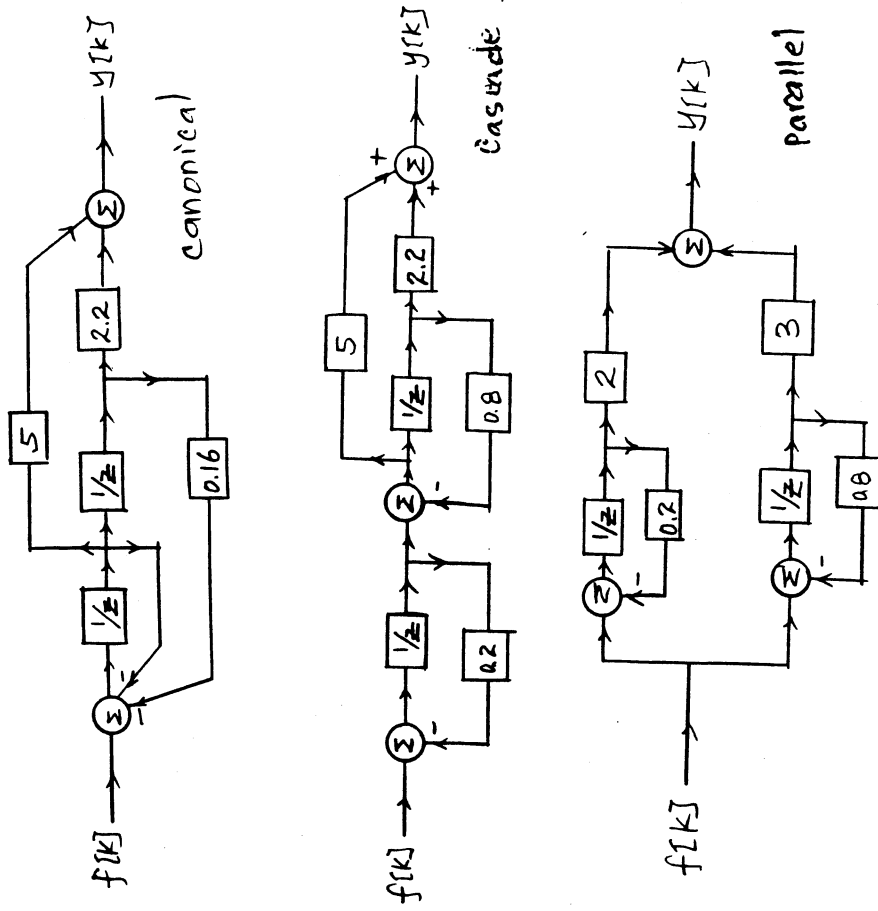 5
f[k] Σ 1/z 1/z 2.2 Σ y[k]
0.16
canonical
5
f[k] Σ 1/z Σ 1/z 2.2 Σ y[k]
0.2 0.8
Cascade
Σ 1/z 2
0.2
f[k] Σ y[k]
Σ 1/z 3
0.8
parallel